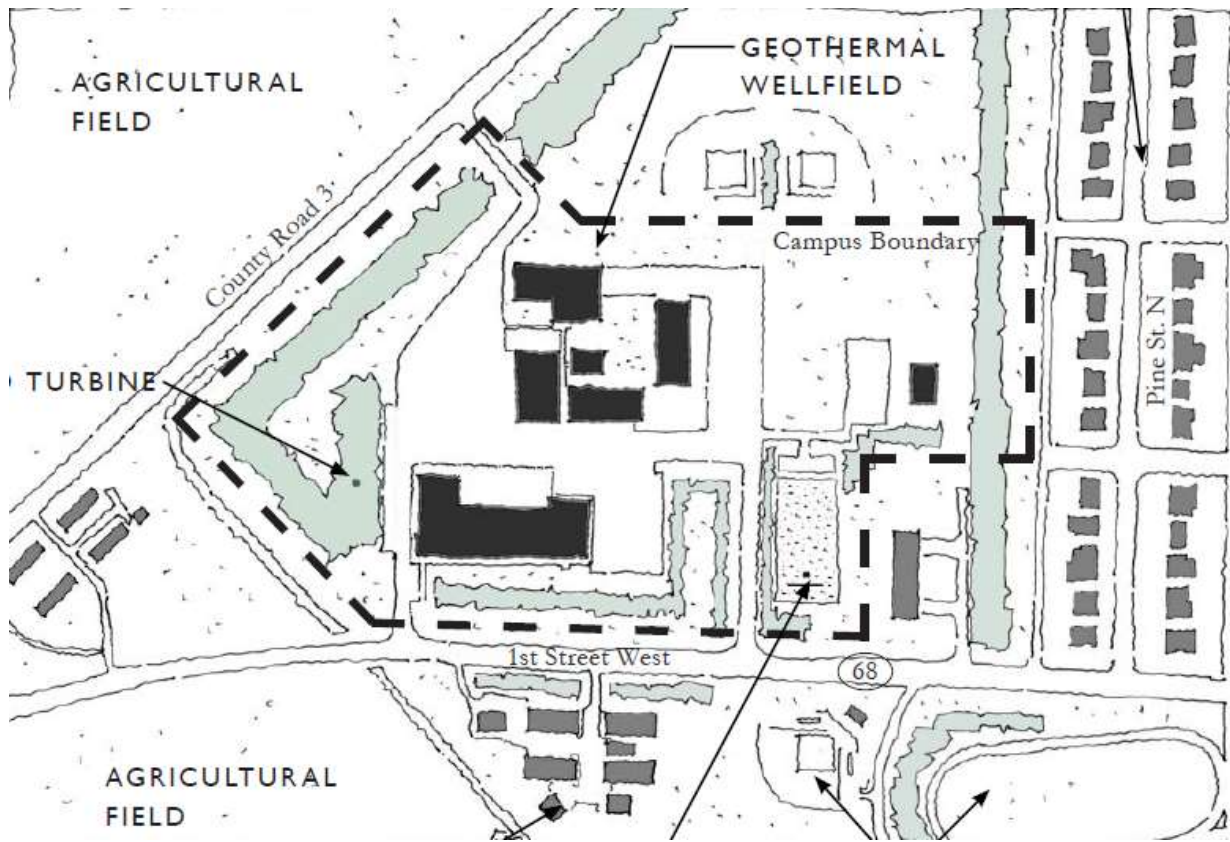 GEOTHERMAL
WELLFIELD
AGRICULTURAL
FIELD
County Road 3
Campus Boundary
Pine St. N
TURBINE
1st Street West
68
AGRICULTURAL
FIELD